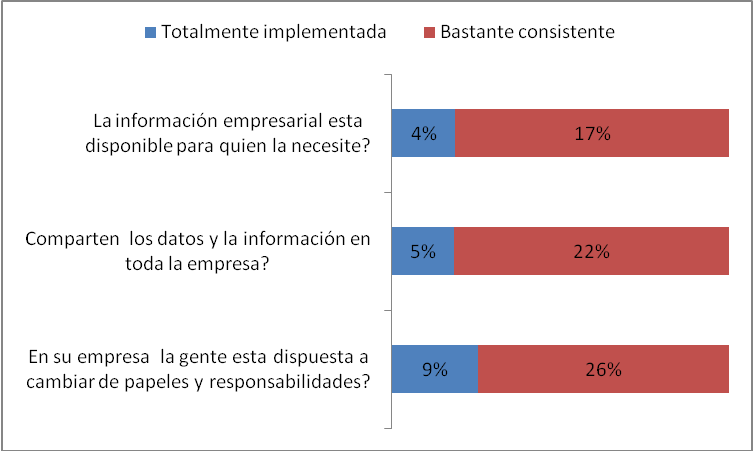 Totalmente implementada Bastante consistente
La información empresarial esta
disponible para quien la necesite?
4% 17%
Comparten los datos y la información en
toda la empresa?
5% 22%
En su empresa la gente esta dispuesta a
cambiar de papeles y responsabilidades?
9% 26%